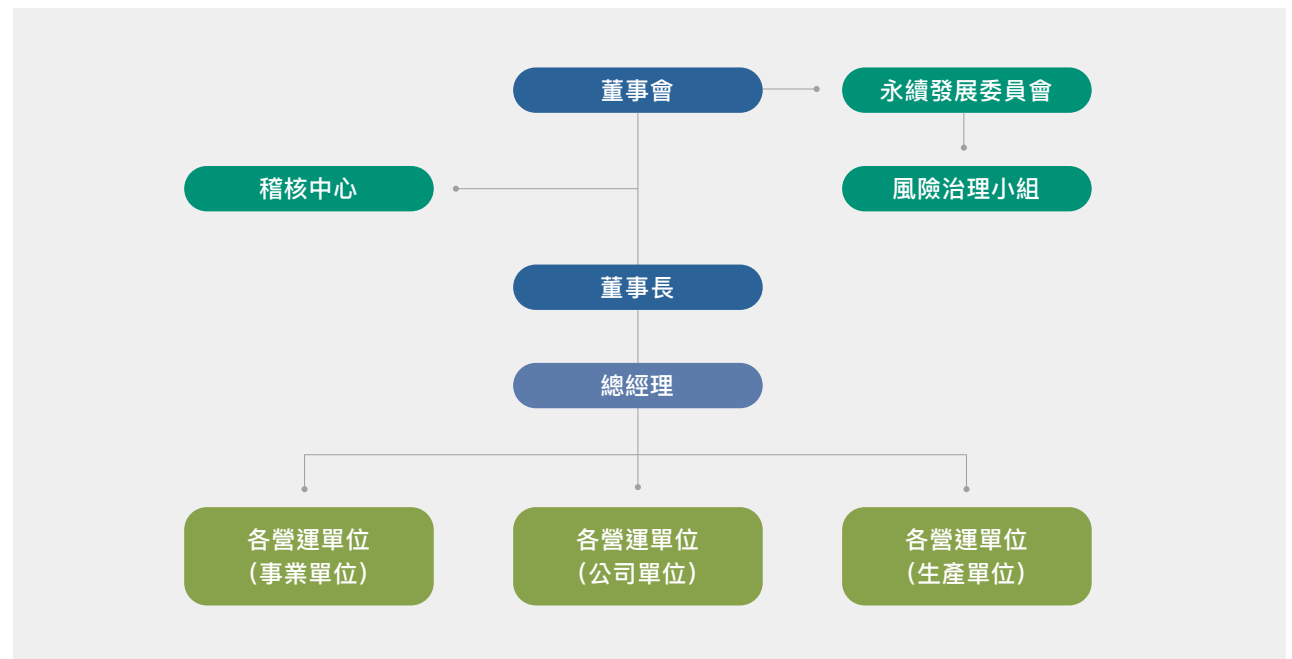 董事會
永續發展委員會
稽核中心
風險治理小組
董事長
總經理
各營運單位
（事業單位）
各營運單位
（公司單位）
各營運單位
（生產單位）